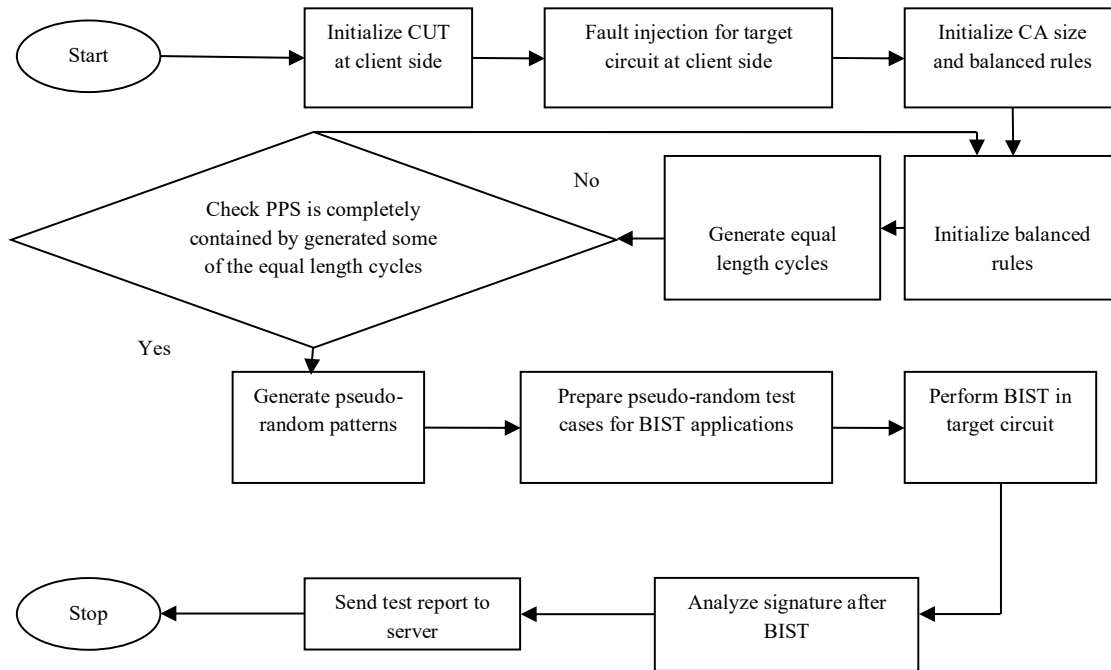 Start
Initialize CUT
at client side
Fault injection for target
circuit at client side
Initialize CA size
and balanced rules
Initialize balanced
rules
Generate equal
length cycles
No
Check PPS is completely
contained by generated some
of the equal length cycles
Yes
Generate pseudo-
random patterns
Prepare pseudo-random test
cases for BIST applications
Perform BIST in
target circuit
Analyze signature after
BIST
Send test report to
server
Stop